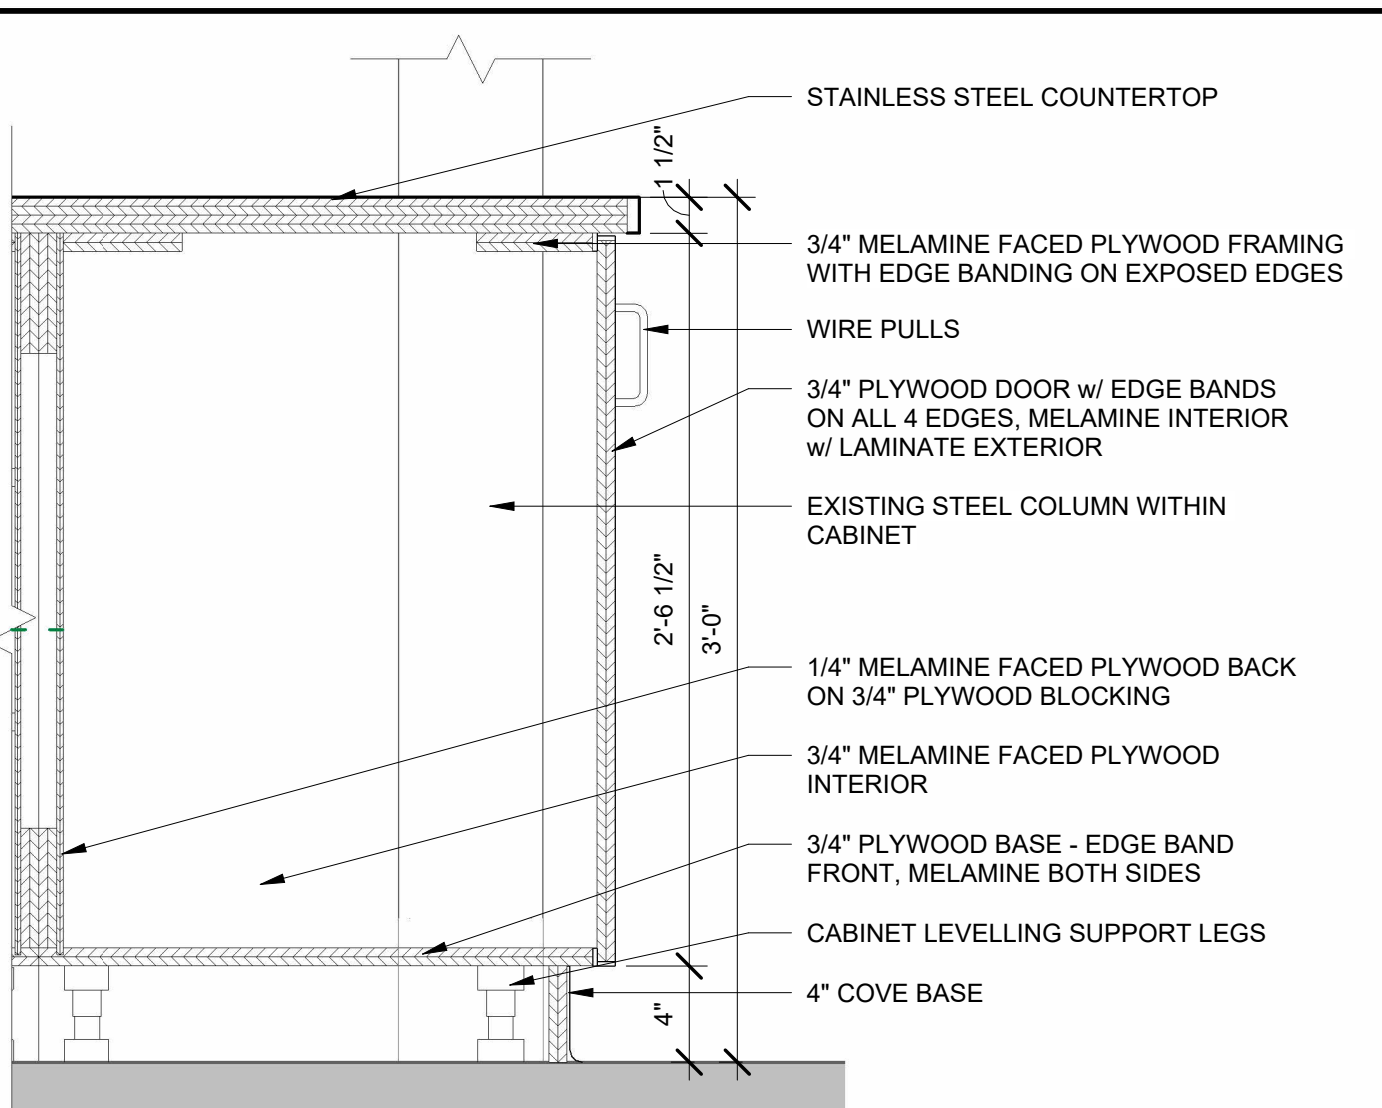 STAINLESS STEEL COUNTERTOP
1 1/2"
3/4" MELAMINE FACED PLYWOOD FRAMING
WITH EDGE BANDING ON EXPOSED EDGES
WIRE PULLS
3/4" PLYWOOD DOOR w/ EDGE BANDS
ON ALL 4 EDGES, MELAMINE INTERIOR
w/ LAMINATE EXTERIOR
EXISTING STEEL COLUMN WITHIN
CABINET
2'-6 1/2"
3'-0"
1/4" MELAMINE FACED PLYWOOD BACK
ON 3/4" PLYWOOD BLOCKING
3/4" MELAMINE FACED PLYWOOD
INTERIOR
3/4" PLYWOOD BASE - EDGE BAND
FRONT, MELAMINE BOTH SIDES
CABINET LEVELLING SUPPORT LEGS
4" COVE BASE
4"